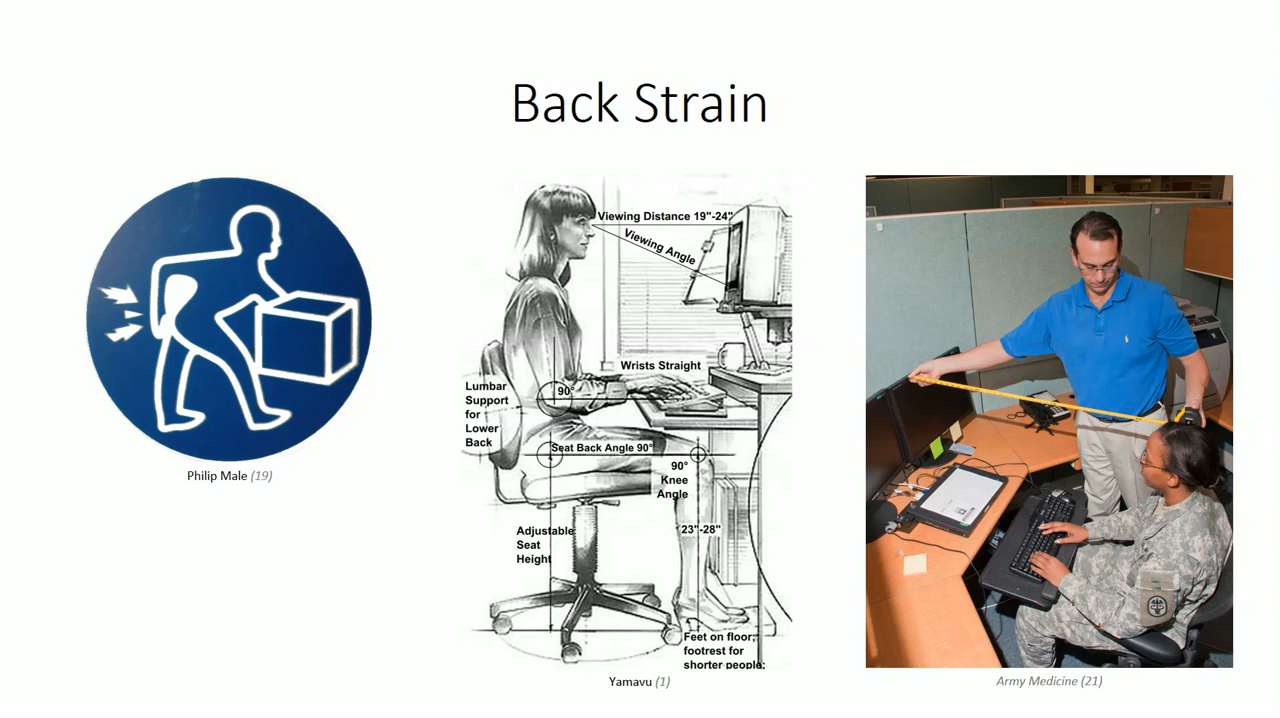 Back Strain
Philip Male (19)
Viewing Distance 19"-24"
Viewing Angle
Wrists Straight
90°
Lumbar
Support
for
Lower
Back
Seat Back Angle 90°
90°
Knee
Angle
Adjustable
Seat
Height
23"-28"
Feet on floor;
footrest for
shorter people;
Yamavu (1)
Army Medicine (21)